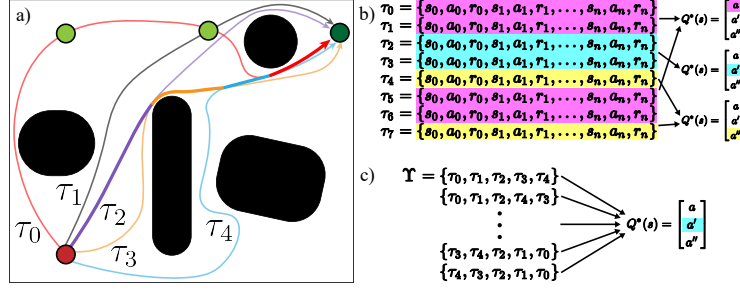 a)
τ₁
τ₂
τ₀
τ₃
τ₄
b)
τ₀ = {s₀, a₀, r₀, s₁, a₁, r₁, . . . , sₙ, aₙ, rₙ}
τ₁ = {s₀, a₀, r₀, s₁, a₁, r₁, . . . , sₙ, aₙ, rₙ}
τ₂ = {s₀, a₀, r₀, s₁, a₁, r₁, . . . , sₙ, aₙ, rₙ}
τ₃ = {s₀, a₀, r₀, s₁, a₁, r₁, . . . , sₙ, aₙ, rₙ}
τ₄ = {s₀, a₀, r₀, s₁, a₁, r₁, . . . , sₙ, aₙ, rₙ}
τ₅ = {s₀, a₀, r₀, s₁, a₁, r₁, . . . , sₙ, aₙ, rₙ}
τ₆ = {s₀, a₀, r₀, s₁, a₁, r₁, . . . , sₙ, aₙ, rₙ}
τ₇ = {s₀, a₀, r₀, s₁, a₁, r₁, . . . , sₙ, aₙ, rₙ}
a
Q*(s) = [ a′
a″
a
Q*(s) = [ a′
a″
a
Q*(s) = [ a′
a″
c)
ϒ = {τ₀, τ₁, τ₂, τ₃, τ₄}
{τ₀, τ₁, τ₂, τ₄, τ₃}
{τ₃, τ₄, τ₂, τ₁, τ₀}
{τ₄, τ₃, τ₂, τ₁, τ₀}
a
Q*(s) = [ a′ ]
a″